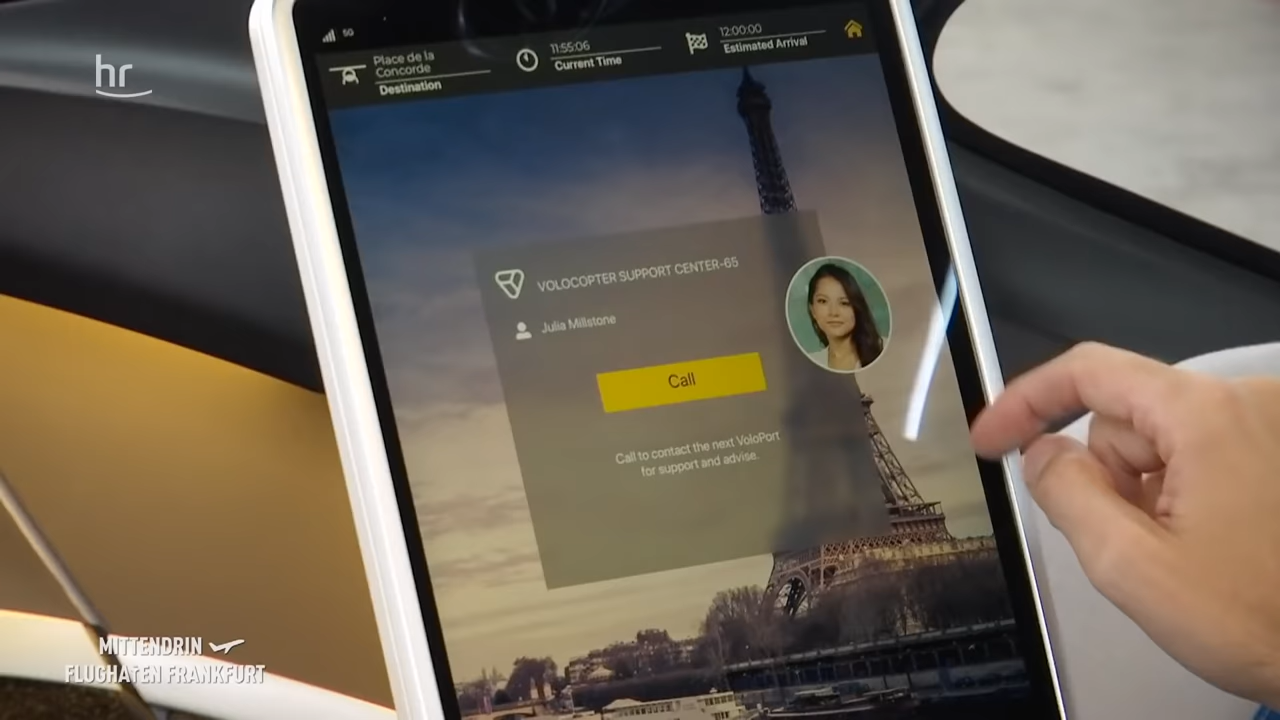 hr
5G
Place de la
Concorde
Destination
11:55:06
Current Time
12:00:00
Estimated Arrival
VOLOCOPTER SUPPORT CENTER-65
Julia Millstone
Call
Call to contact the next VoloPort
for support and advise.
MITTENDRIN
FLUGHAFEN FRANKFURT